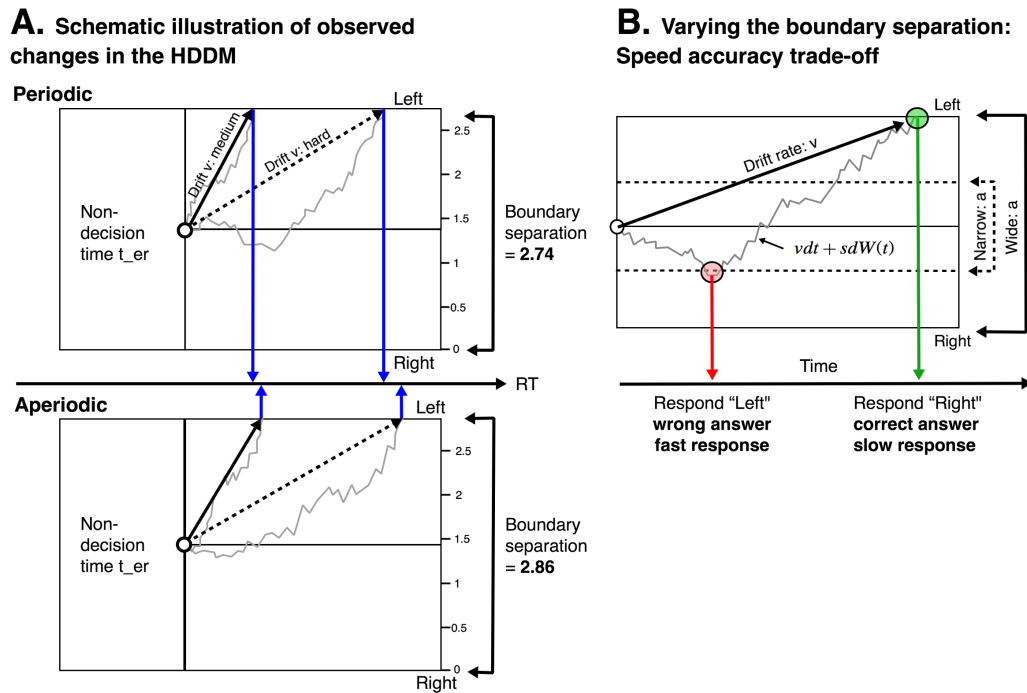 A. Schematic illustration of observed
changes in the HDDM
Periodic
Left
Drift v: medium
Drift v: hard
2.5
2
1.5
1
0.5
0
Non-
decision
time t_er
Boundary
separation
= 2.74
Right
RT
Aperiodic
Left
2.5
2
1.5
1
0.5
0
Non-
decision
time t_er
Boundary
separation
= 2.86
Right
B. Varying the boundary separation:
Speed accuracy trade-off
Left
Drift rate: v
vdt + sdW(t)
Narrow: a
Wide: a
Right
Time
Respond “Left"
wrong answer
fast response
Respond “Right"
correct answer
slow response